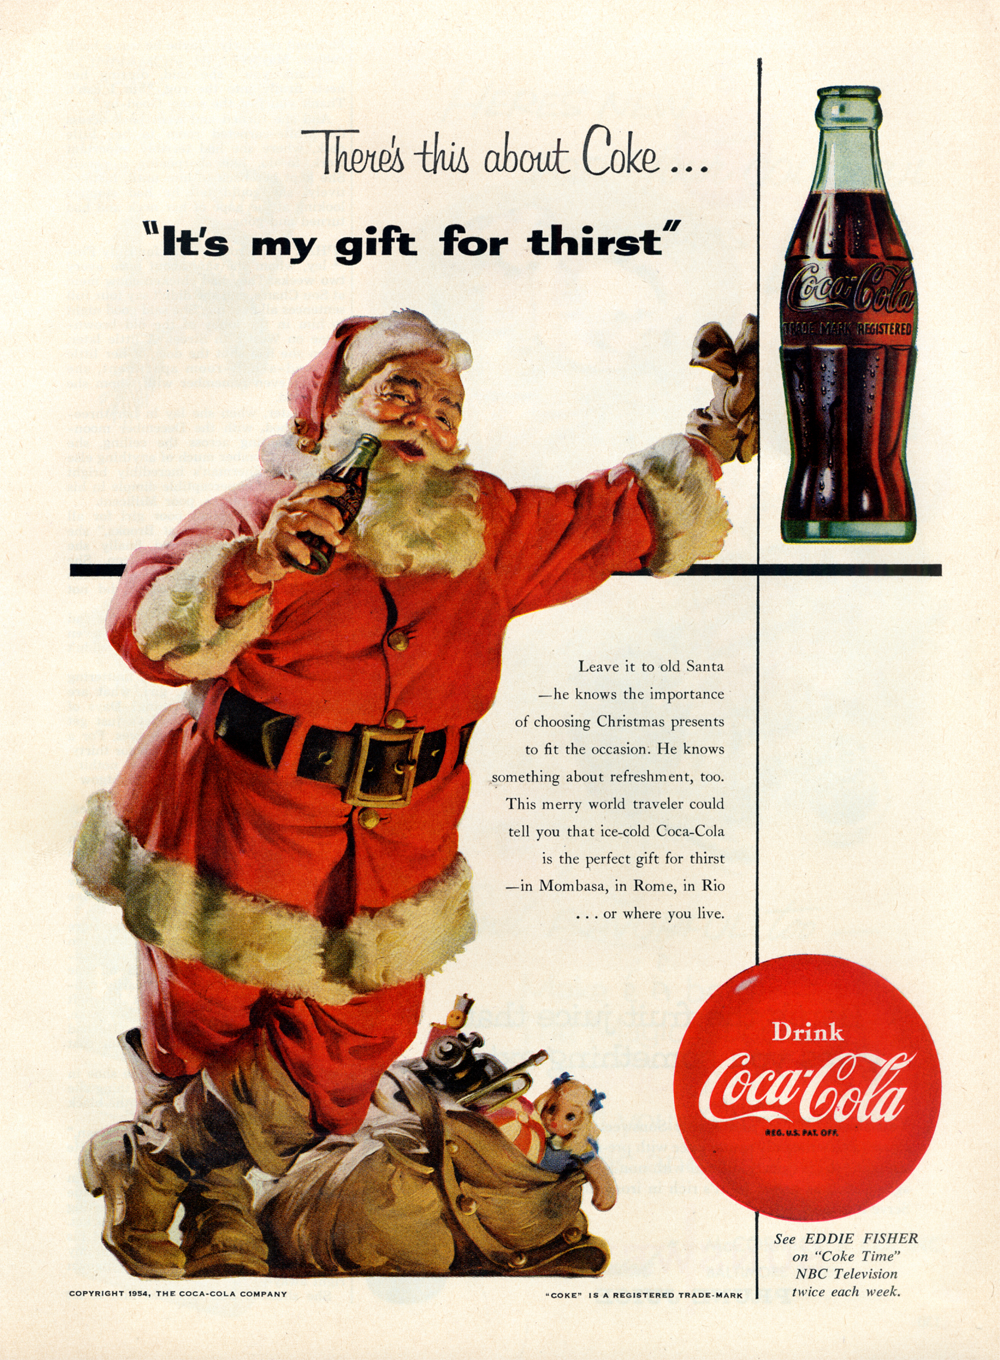 There's this about Coke ...
"It's my gift for thirst"
Coca-Cola
TRADE MARK REGISTERED
Leave it to old Santa
—he knows the importance
of choosing Christmas presents
to fit the occasion. He knows
something about refreshment, too.
This merry world traveler could
tell you that ice-cold Coca-Cola
is the perfect gift for thirst
—in Mombasa, in Rome, in Rio
. . . or where you live.
Drink
Coca-Cola
REG. U.S. PAT. OFF.
See EDDIE FISHER
on "Coke Time"
NBC Television
twice each week.
COPYRIGHT 1954, THE COCA-COLA COMPANY
"COKE" IS A REGISTERED TRADE-MARK